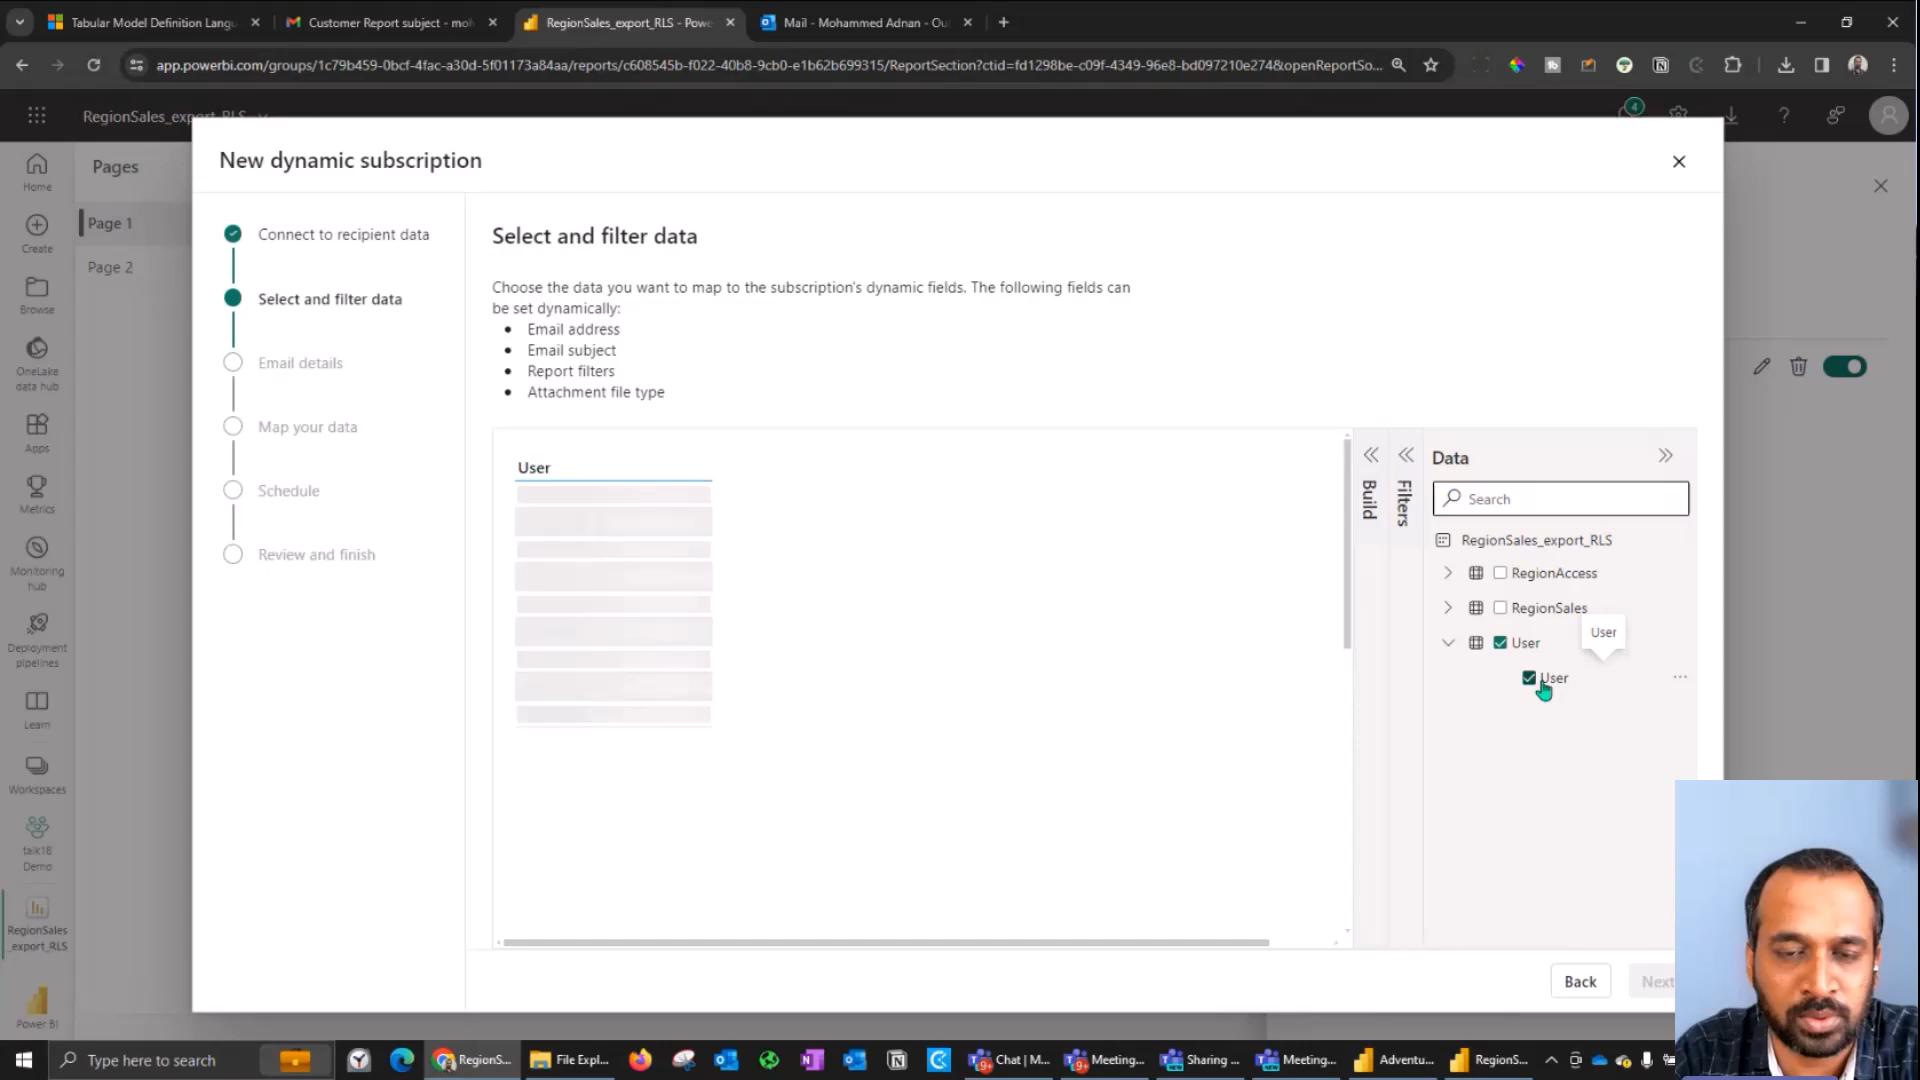 Tabular Model Definition Langu
Customer Report subject - moh
RegionSales_export_RLS - Powe
Mail - Mohammed Adnan - Ou
app.powerbi.com/groups/1c79b459-0bcf-4fac-a30d-5f01173a84aa/reports/c608545b-f022-40b8-9cb0-e1b62b699315/ReportSection?ctid=fd1298be-c09f-4349-96e8-bd097210e274&openReportSo...
RegionSales_export_RLS
4
Home
Create
Browse
OneLake
data hub
Apps
Metrics
Monitoring
hub
Deployment
pipelines
Learn
Workspaces
taik18
Demo
RegionSales
_export_RLS
Power BI
Pages
Page 1
Page 2
New dynamic subscription
Connect to recipient data
Select and filter data
Email details
Map your data
Schedule
Review and finish
Select and filter data
Choose the data you want to map to the subscription's dynamic fields. The following fields can
be set dynamically:
• Email address
• Email subject
• Report filters
• Attachment file type
User
Build
Filters
Data
Search
RegionSales_export_RLS
RegionAccess
RegionSales
User
User
User
Back
Next
Type here to search
RegionS...
File Expl...
Chat | M...
Meeting...
Sharing ...
Meeting...
Adventu...
RegionS...